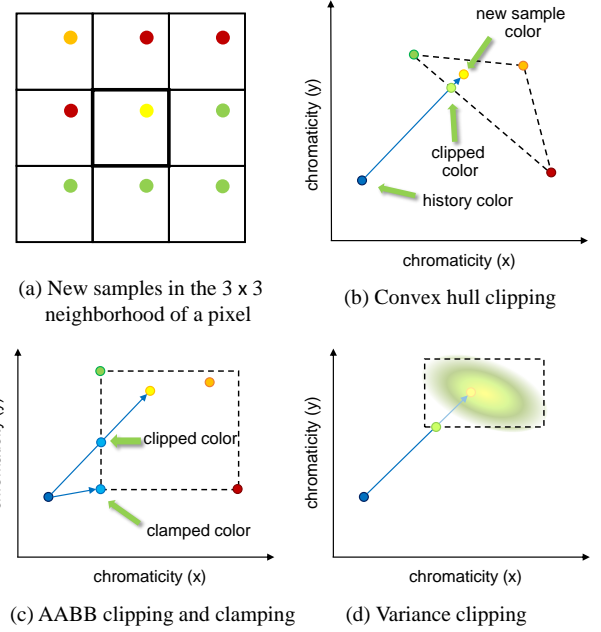 new sample
color
chromaticity (y)
clipped
color
history color
chromaticity (x)
(a) New samples in the 3 x 3
neighborhood of a pixel
(b) Convex hull clipping
clipped color
clamped color
chromaticity (x)
chromaticity (y)
chromaticity (x)
(c) AABB clipping and clamping
(d) Variance clipping